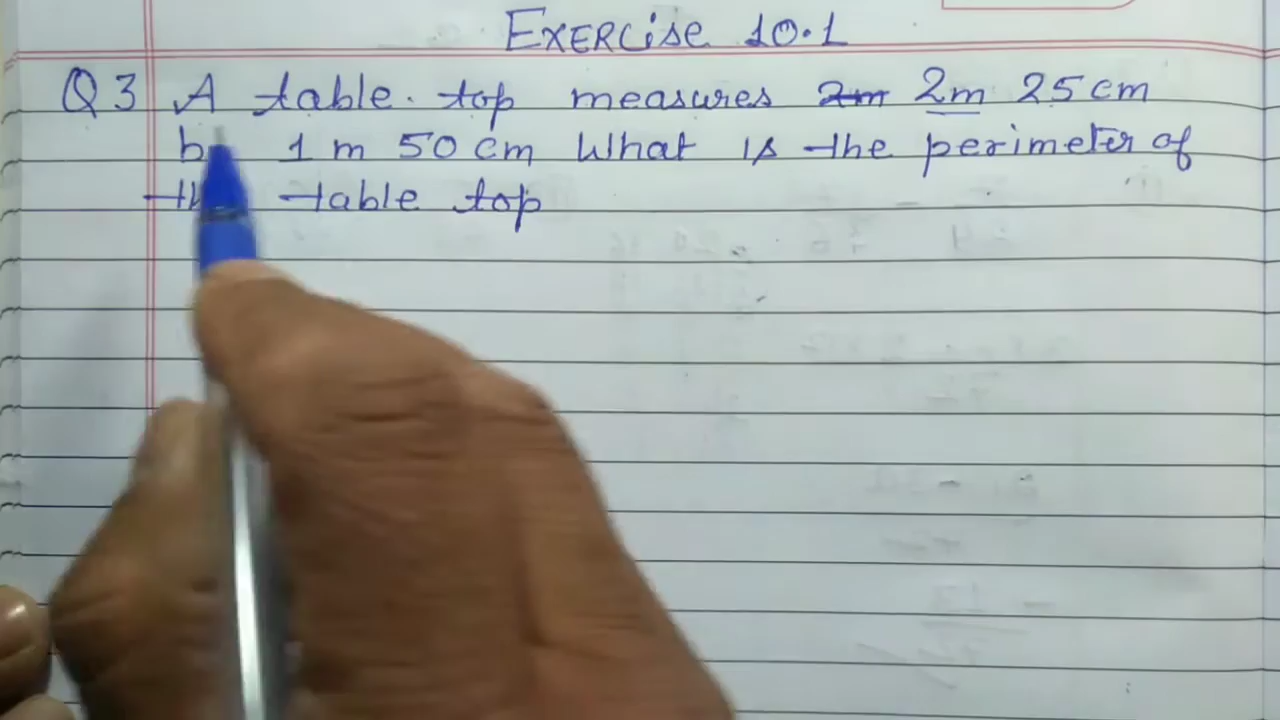 Exercise 10.1
Q3 A table top measures 2m 2m 25 cm
1 m 50 cm What is the perimeter of
table top